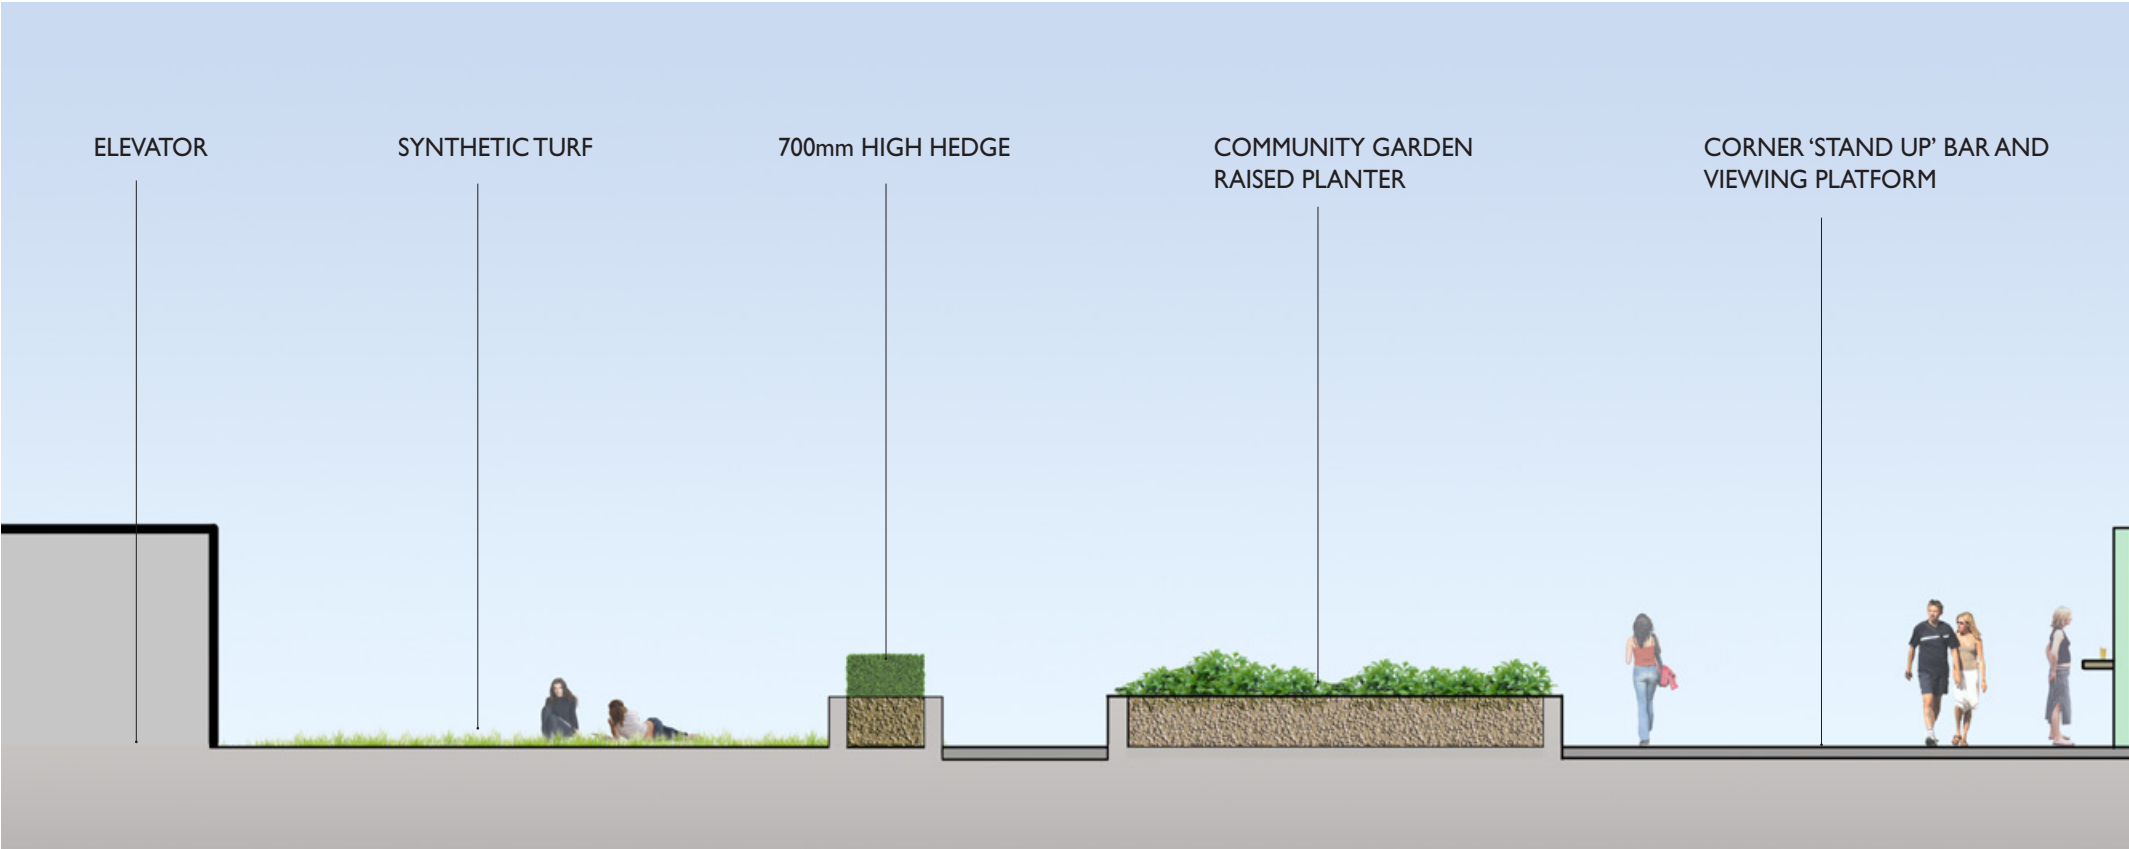 ELEVATOR
SYNTHETIC TURF
700mm HIGH HEDGE
COMMUNITY GARDEN
RAISED PLANTER
CORNER ‘STAND UP’ BAR AND
VIEWING PLATFORM